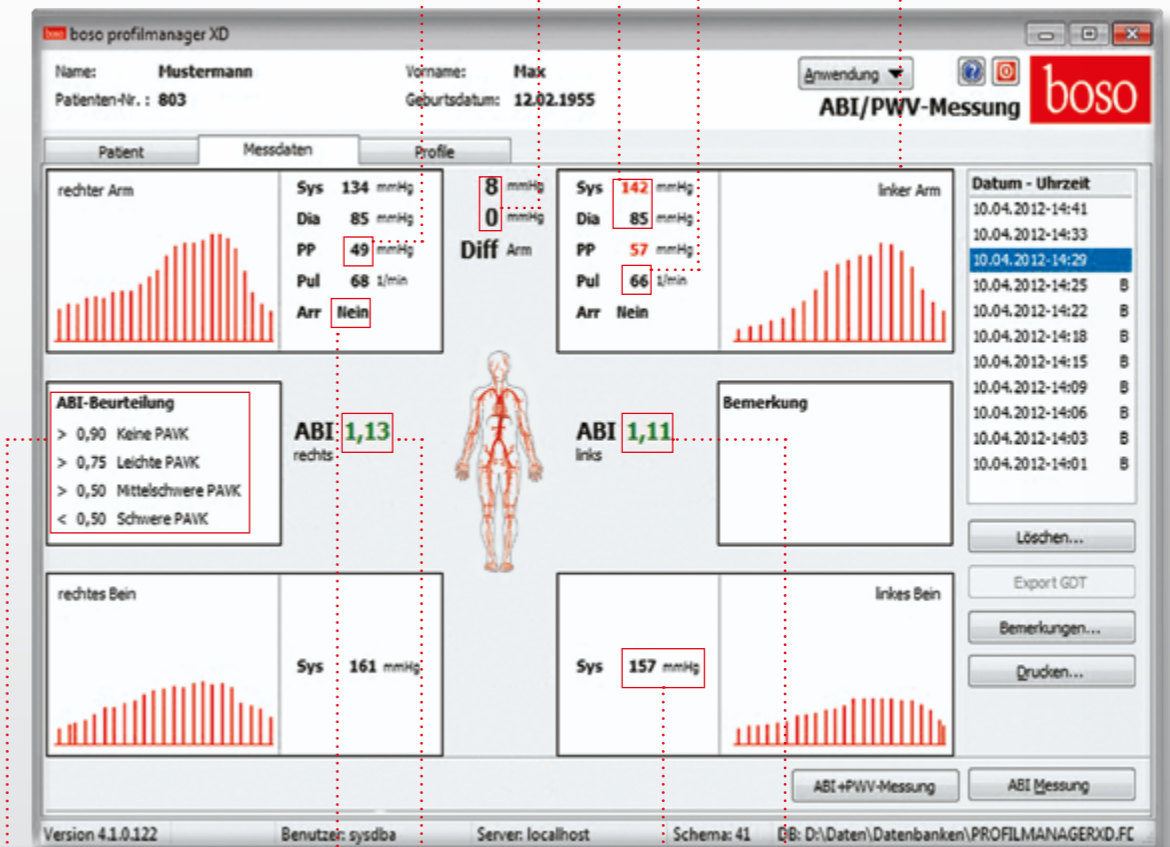 boso boso profilmanager XD
Name: Mustermann Vorname: Max Anwendung
Patienten-Nr. : 803 Geburtsdatum: 12.02.1955 ABI/PWV-Messung
boso
Patient Messdaten Profile
rechter Arm
Sys 134 mmHg
Dia 85 mmHg
PP 49 mmHg
Pul 68 1/min
Arr Nein
8 mmHg
0 mmHg
Diff Arm
Sys 142 mmHg
Dia 85 mmHg
PP 57 mmHg
Pul 66 1/min
Arr Nein
linker Arm
Datum - Uhrzeit
10.04.2012-14:41
10.04.2012-14:33
10.04.2012-14:29
10.04.2012-14:25 B
10.04.2012-14:22 B
10.04.2012-14:18 B
10.04.2012-14:15 B
10.04.2012-14:09 B
10.04.2012-14:06 B
10.04.2012-14:03 B
10.04.2012-14:01 B
ABI-Beurteilung
> 0,90 Keine PAVK
> 0,75 Leichte PAVK
> 0,50 Mittelschwere PAVK
< 0,50 Schwere PAVK
ABI 1,13
rechts
ABI 1,11
links
Bemerkung
Löschen...
Export GDT
Bemerkungen...
Drucken...
rechtes Bein
Sys 161 mmHg
Sys 157 mmHg
linkes Bein
ABI+PWV-Messung ABI Messung
Version 4.1.0.122 Benutzer: sysdba Server: localhost Schema: 41 DB: D:\Daten\Datenbanken\PROFILMANAGERXD.FD